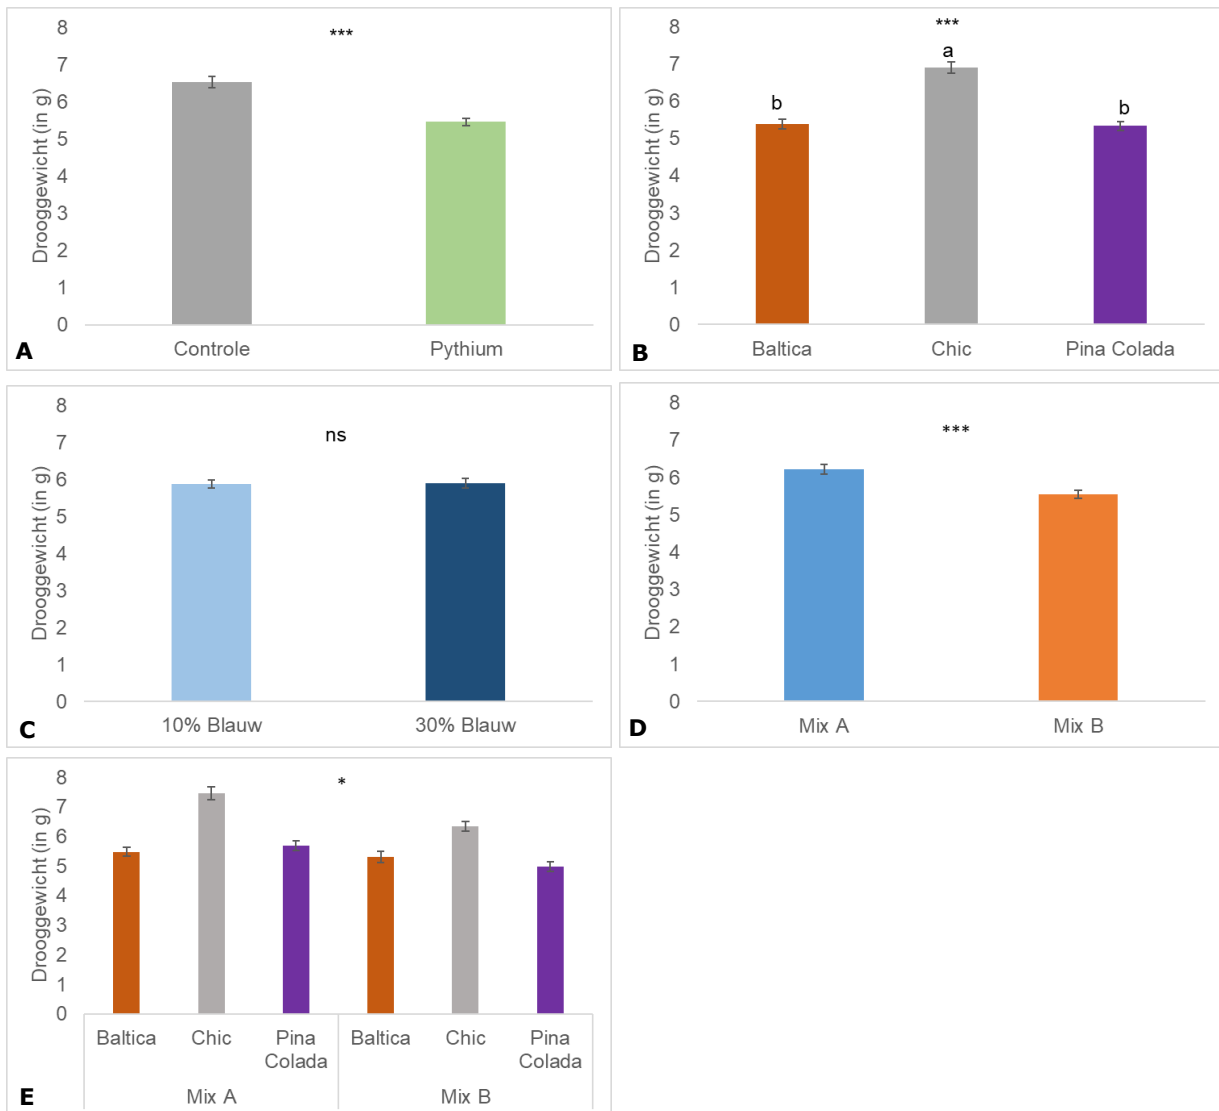 ***
Drooggewicht (in g)
8
7
6
5
4
3
2
1
0
Controle
Pythium
A
***
a
b
b
Drooggewicht (in g)
8
7
6
5
4
3
2
1
0
Baltica
Chic
Pina Colada
B
ns
Drooggewicht (in g)
8
7
6
5
4
3
2
1
0
10% Blauw
30% Blauw
C
***
Drooggewicht (in g)
8
7
6
5
4
3
2
1
0
Mix A
Mix B
D
*
Drooggewicht (in g)
8
7
6
5
4
3
2
1
0
Baltica
Chic
Pina
Colada
Baltica
Chic
Pina
Colada
Mix A
Mix B
E